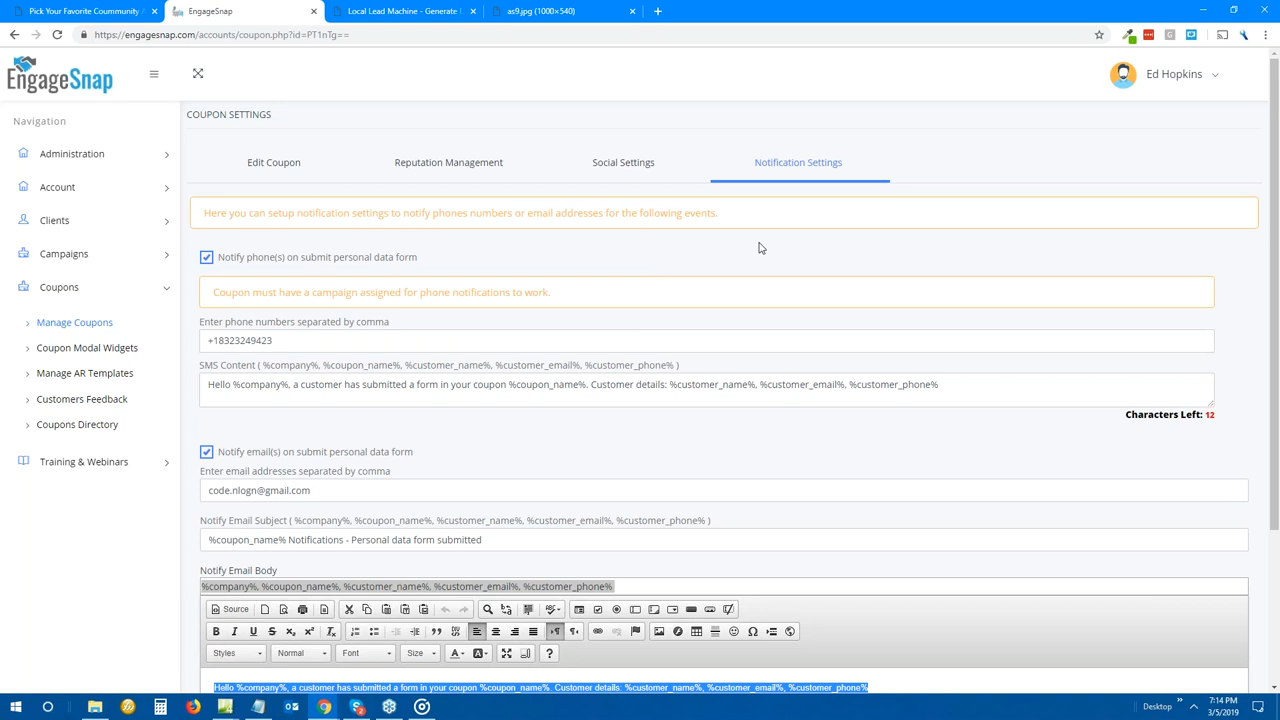 Pick Your Favorite Coummunity A
EngageSnap
Local Lead Machine - Generate L
as9.jpg (1000×540)
https://engagesnap.com/accounts/coupon.php?id=PT1nTg==
EngageSnap
Ed Hopkins
Navigation
Administration
Account
Clients
Campaigns
Coupons
Manage Coupons
Coupon Modal Widgets
Manage AR Templates
Customers Feedback
Coupons Directory
Training & Webinars
COUPON SETTINGS
Edit Coupon
Reputation Management
Social Settings
Notification Settings
Here you can setup notification settings to notify phones numbers or email addresses for the following events.
Notify phone(s) on submit personal data form
Coupon must have a campaign assigned for phone notifications to work.
Enter phone numbers separated by comma
+18323249423
SMS Content ( %company%, %coupon_name%, %customer_name%, %customer_email%, %customer_phone% )
Hello %company%, a customer has submitted a form in your coupon %coupon_name%. Customer details: %customer_name%, %customer_email%, %customer_phone%
Characters Left: 12
Notify email(s) on submit personal data form
Enter email addresses separated by comma
code.nlogn@gmail.com
Notify Email Subject ( %company%, %coupon_name%, %customer_name%, %customer_email%, %customer_phone% )
%coupon_name% Notifications - Personal data form submitted
Notify Email Body
%company%, %coupon_name%, %customer_name%, %customer_email%, %customer_phone%
Source
Styles
Normal
Font
Size
Hello %company%, a customer has submitted a form in your coupon %coupon_name%. Customer details: %customer_name%, %customer_email%, %customer_phone%
Desktop
7:14 PM
3/5/2019